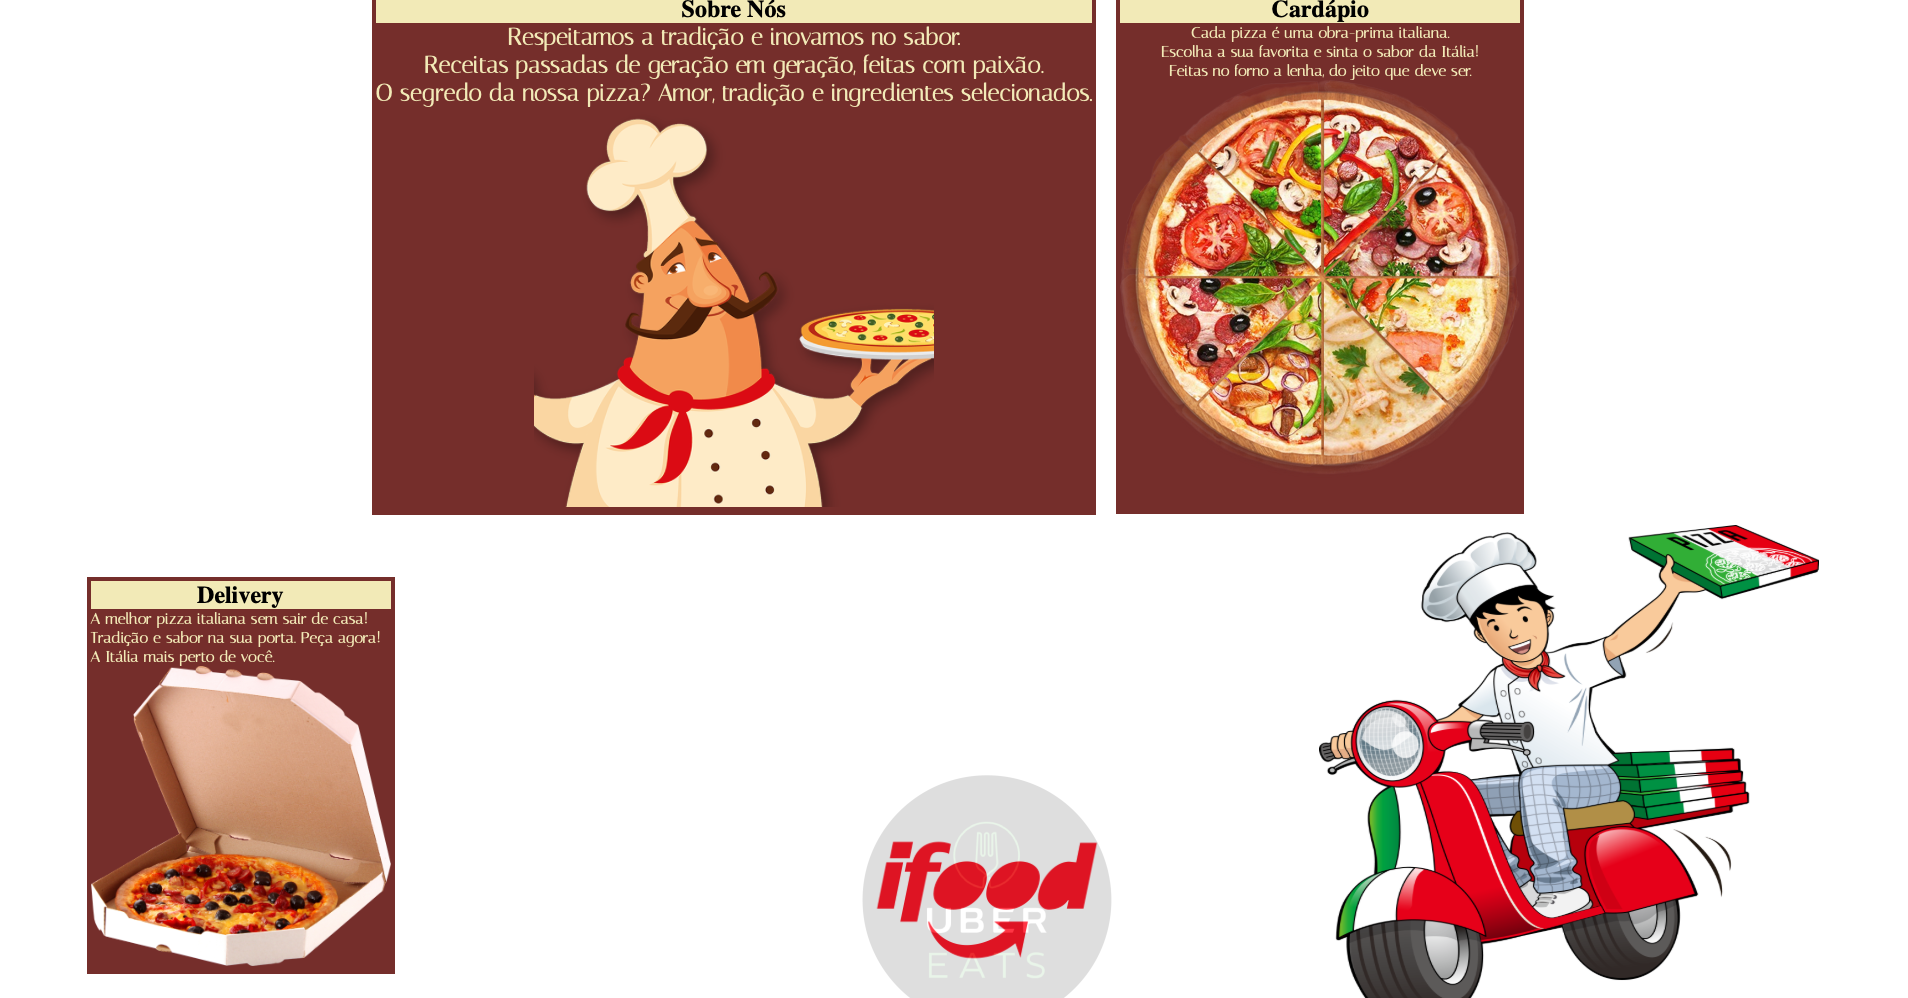 Sobre Nós
Respeitamos a tradição e inovamos no sabor.
Receitas passadas de geração em geração, feitas com paixão.
O segredo da nossa pizza? Amor, tradição e ingredientes selecionados.
Cardápio
Cada pizza é uma obra-prima italiana.
Escolha a sua favorita e sinta o sabor da Itália!
Feitas no forno a lenha, do jeito que deve ser.
PIZZA
Delivery
A melhor pizza italiana sem sair de casa!
Tradição e sabor na sua porta. Peça agora!
A Itália mais perto de você.
ifood
UBER
EATS